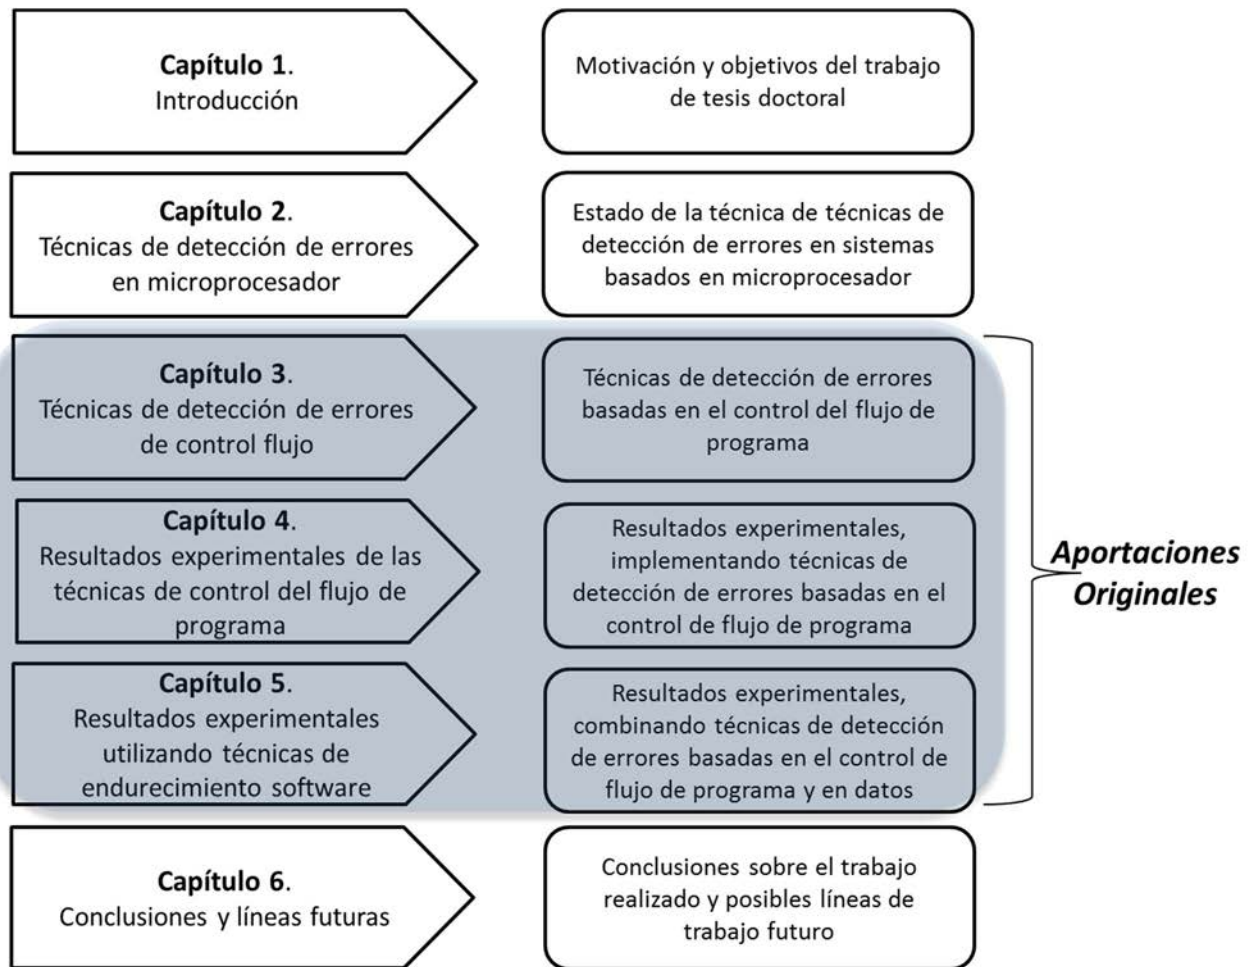 Capítulo 1.
Introducción
Motivación y objetivos del trabajo
de tesis doctoral
Capítulo 2.
Técnicas de detección de errores
en microprocesador
Estado de la técnica de técnicas de
detección de errores en sistemas
basados en microprocesador
Capítulo 3.
Técnicas de detección de errores
de control flujo
Técnicas de detección de errores
basadas en el control del flujo de
programa
Capítulo 4.
Resultados experimentales de las
técnicas de control del flujo de
programa
Resultados experimentales,
implementando técnicas de
detección de errores basadas en el
control de flujo de programa
Capítulo 5.
Resultados experimentales
utilizando técnicas de
endurecimiento software
Resultados experimentales,
combinando técnicas de detección
de errores basadas en el control de
flujo de programa y en datos
Aportaciones
Originales
Capítulo 6.
Conclusiones y líneas futuras
Conclusiones sobre el trabajo
realizado y posibles líneas de
trabajo futuro